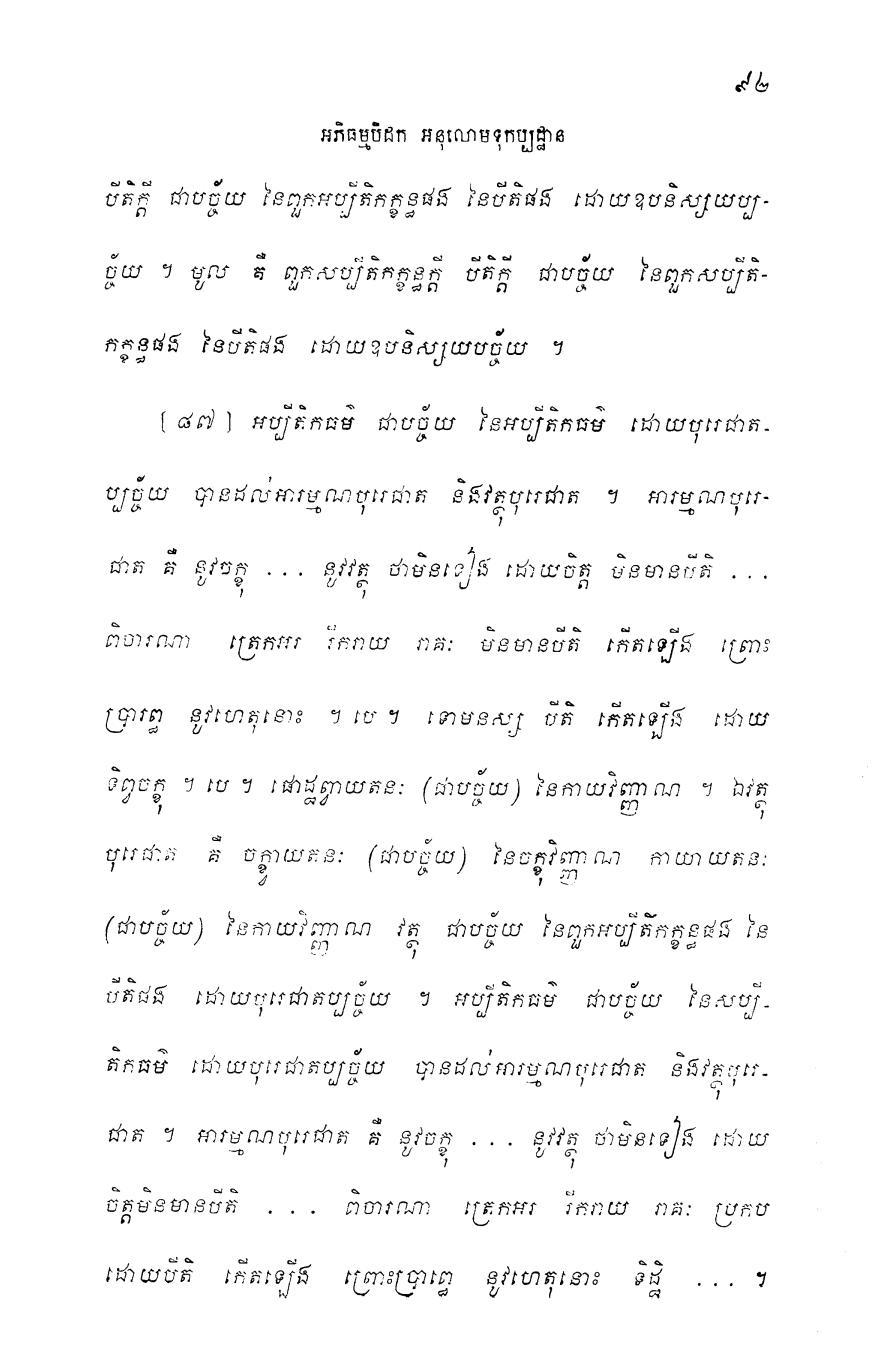 ៩២
អភិធម្មបិដក អនុលោមទុកប្បដ្ឋាន
បីតិក្តី ជាបច្ច័យ នៃពួកអប្បីតិកក្ខន្ធផង នៃបីតិផង ដោយឧបនិស្សយប្ប-
ច្ច័យ ។ មូល គឺ ពួកសប្បីតិកក្ខន្ធក្តី បីតិក្តី ជាបច្ច័យ នៃពួកសប្បីតិ-
កក្ខន្ធផង នៃបីតិផង ដោយឧបនិស្សយបច្ច័យ ។
[៨៧] អប្បីតិកធម៌ ជាបច្ច័យ នៃអប្បីតិកធម៌ ដោយបុរេជាត-
ប្បច្ច័យ បានដល់អារម្មណបុរេជាត និងវត្ថុបុរេជាត ។ អារម្មណបុរេ-
ជាត គឺ នូវចក្ខុ ... នូវវត្ថុ ថាមិនទៀង ដោយចិត្ត មិនមានបីតិ ...
ពិចារណា ត្រេកអរ រីករាយ រាគៈ មិនមានបីតិ កើតឡើង ព្រោះ
ប្រារព្ធ នូវហេតុនោះ ។ បេ ។ ទោមនស្ស បីតិ កើតឡើង ដោយ
ទិព្វចក្ខុ ។ បេ ។ ផោដ្ឋព្វាយតនៈ (ជាបច្ច័យ) នៃកាយវិញ្ញាណ ។ ឯវត្ថុ
បុរេជាត គឺ ចក្ខ្វាយតនៈ (ជាបច្ច័យ) នៃចក្ខុវិញ្ញាណ កាយាយតនៈ
(ជាបច្ច័យ) នៃកាយវិញ្ញាណ វត្ថុ ជាបច្ច័យ នៃពួកអប្បីតិកក្ខន្ធផង នៃ
បីតិផង ដោយបុរេជាតប្បច្ច័យ ។ អប្បីតិកធម៌ ជាបច្ច័យ នៃសប្បី-
តិកធម៌ ដោយបុរេជាតប្បច្ច័យ បានដល់អារម្មណបុរេជាត និងវត្ថុបុរេ-
ជាត ។ អារម្មណបុរេជាត គឺ នូវចក្ខុ ... នូវវត្ថុ ថាមិនទៀង ដោយ
ចិត្តមិនមានបីតិ ... ពិចារណា ត្រេកអរ រីករាយ រាគៈ ប្រកប
ដោយបីតិ កើតឡើង ព្រោះប្រារព្ធ នូវហេតុនោះ ទិដ្ឋិ ... ។